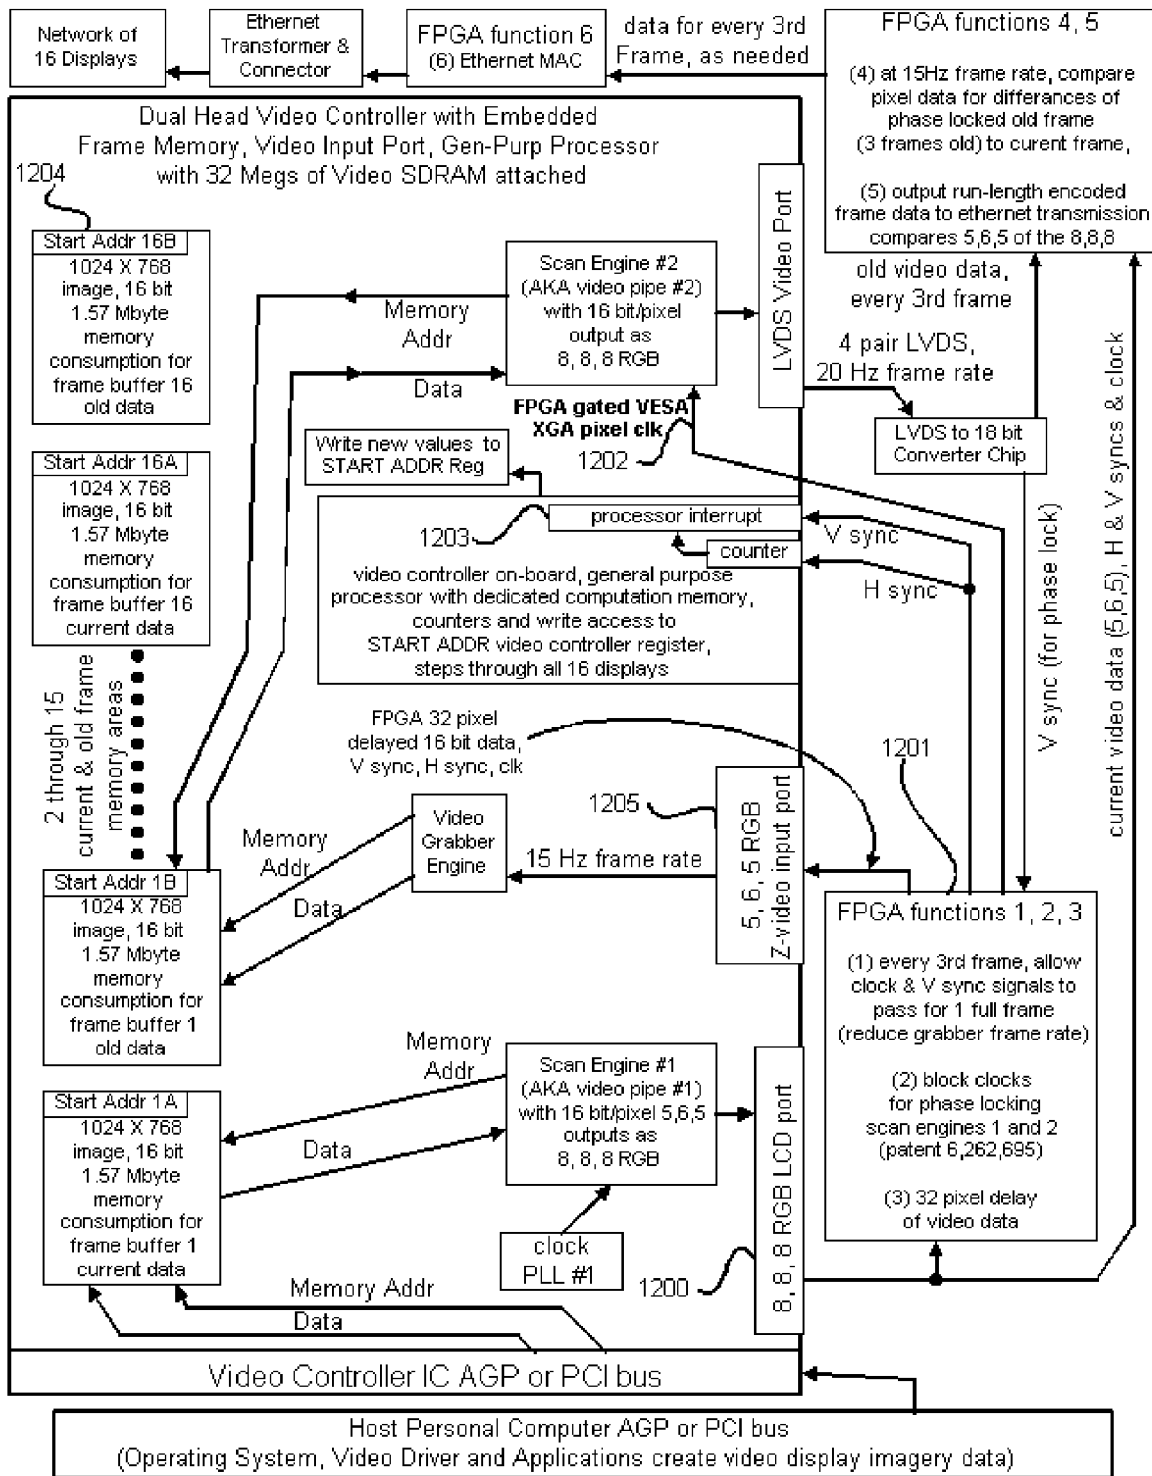 Network of
16 Displays
Ethernet
Transformer &
Connector
FPGA function 6
(6) Ethernet MAC
data for every 3rd
Frame, as needed
FPGA functions 4, 5
(4) at 15Hz frame rate, compare
pixel data for differances of
phase locked old frame
(3 frames old) to curent frame,
(5) output run-length encoded
frame data to ethernet transmission
compares 5,6,5 of the 8,8,8
Dual Head Video Controller with Embedded
Frame Memory, Video Input Port, Gen-Purp Processor
with 32 Megs of Video SDRAM attached
1204
Start Addr 16B
1024 X 768
image, 16 bit
1.57 Mbyte
memory
consumption for
frame buffer 16
old data
Memory
Addr
Data
Scan Engine #2
(AKA video pipe #2)
with 16 bit/pixel
output as
8, 8, 8 RGB
LVDS Video Port
old video data,
every 3rd frame
4 pair LVDS,
20 Hz frame rate
LVDS to 18 bit
Converter Chip
FPGA gated VESA
XGA pixel clk
1202
Write new values to
START ADDR Reg
Start Addr 16A
1024 X 768
image, 16 bit
1.57 Mbyte
memory
consumption for
frame buffer 16
current data
processor interrupt
1203
counter
V sync
H sync
video controller on-board, general purpose
processor with dedicated computation memory,
counters and write access to
START ADDR video controller register,
steps through all 16 displays
V sync (for phase lock)
current video data (5,6,5), H & V syncs & clock
2 through 15
current & old frame
memory areas
FPGA 32 pixel
delayed 16 bit data,
V sync, H sync, clk
1201
1205
5, 6, 5 RGB
Z-video input port
Video
Grabber
Engine
15 Hz frame rate
Memory
Addr
Data
Start Addr 1B
1024 X 768
image, 16 bit
1.57 Mbyte
memory
consumption for
frame buffer 1
old data
FPGA functions 1, 2, 3
(1) every 3rd frame, allow
clock & V sync signals to
pass for 1 full frame
(reduce grabber frame rate)
(2) block clocks
for phase locking
scan engines 1 and 2
(patent 6,262,695)
(3) 32 pixel delay
of video data
Memory
Addr
Data
Scan Engine #1
(AKA video pipe #1)
with 16 bit/pixel 5,6,5
outputs as
8, 8, 8 RGB
8, 8, 8 RGB LCD port
Start Addr 1A
1024 X 768
image, 16 bit
1.57 Mbyte
memory
consumption for
frame buffer 1
current data
clock
PLL #1
1200
Memory Addr
Data
Video Controller IC AGP or PCI bus
Host Personal Computer AGP or PCI bus
(Operating System, Video Driver and Applications create video display imagery data)